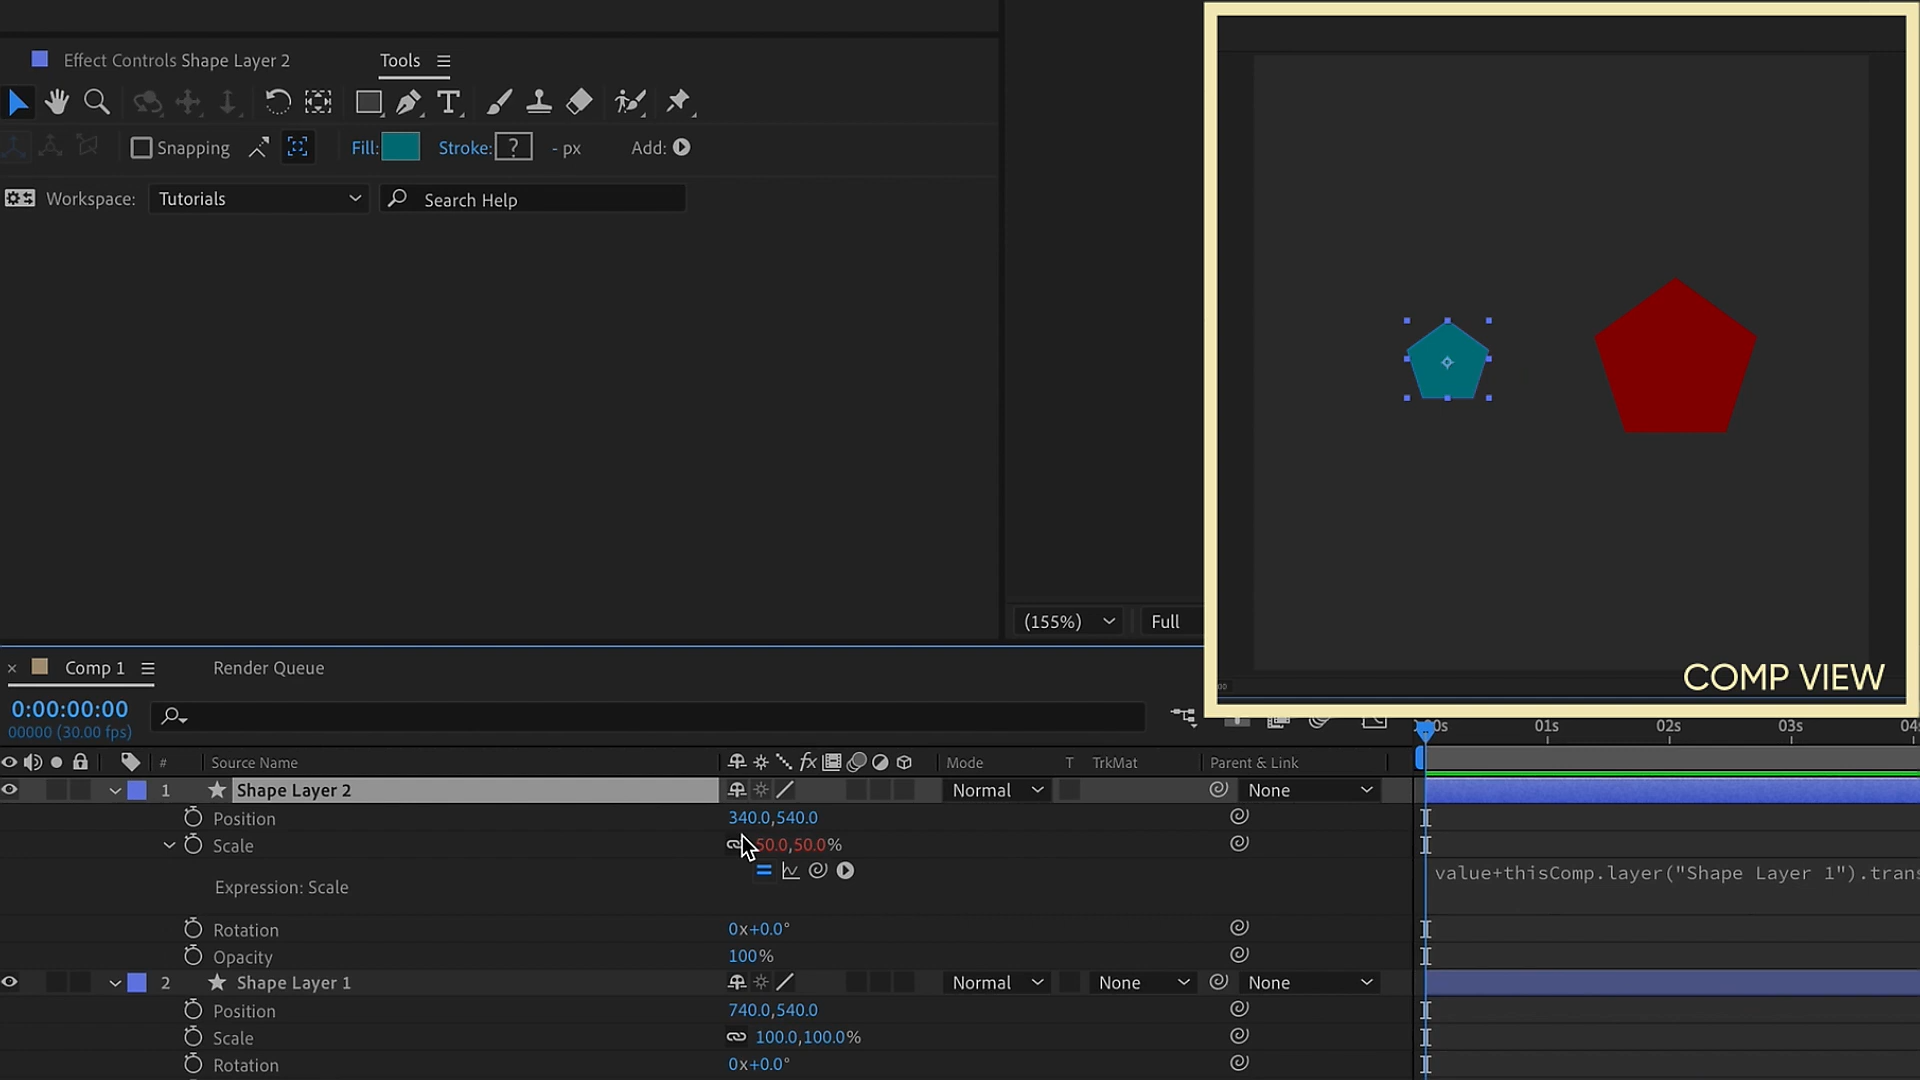 Effect Controls Shape Layer 2
Tools
Snapping
Fill:
Stroke:
?
- px
Add:
Workspace:
Tutorials
Search Help
(155%)
Full
COMP VIEW
Comp 1
Render Queue
0:00:00:00
00000 (30.00 fps)
01s
02s
03s
# Source Name
fx
Mode
T
TrkMat
Parent & Link
1
Shape Layer 2
Normal
None
Position
340.0,540.0
Scale
50.0,50.0%
Expression: Scale
value+thisComp.layer("Shape Layer 1").trans
Rotation
0x+0.0°
Opacity
100%
2
Shape Layer 1
Normal
None
None
Position
740.0,540.0
Scale
100.0,100.0%
Rotation
0x+0.0°